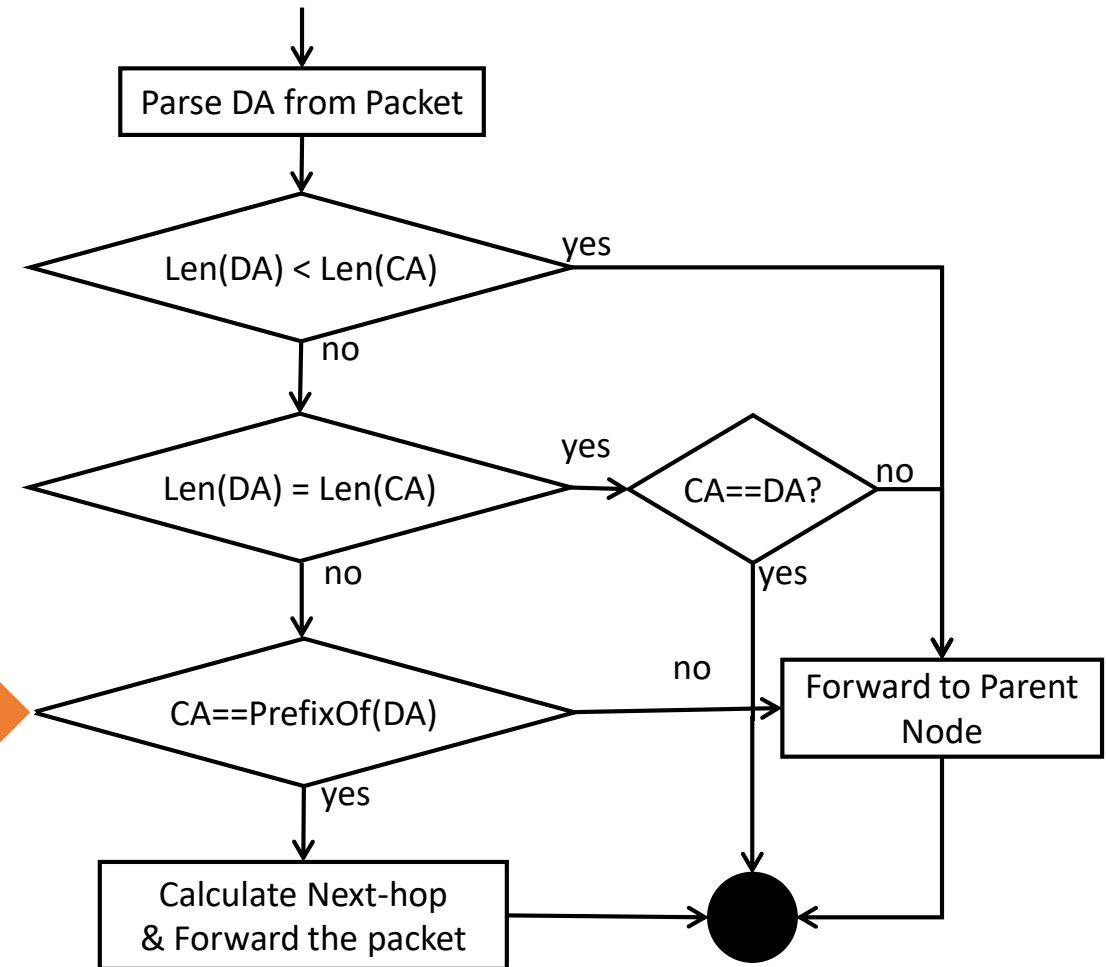 Parse DA from Packet
Len(DA) < Len(CA)
yes
no
Len(DA) = Len(CA)
yes
CA==DA?
no
no
yes
CA==PrefixOf(DA)
no
Forward to Parent
Node
yes
Calculate Next-hop
& Forward the packet